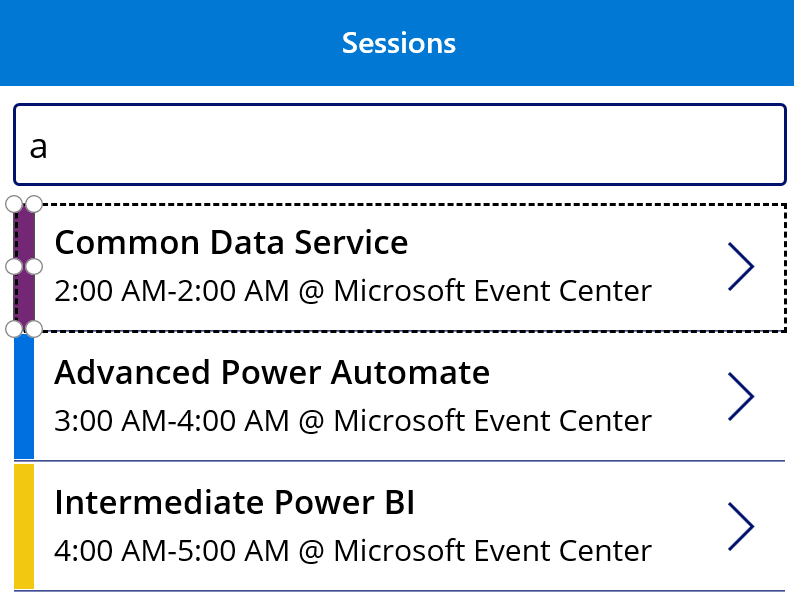 Sessions
a
Common Data Service
2:00 AM-2:00 AM @ Microsoft Event Center
Advanced Power Automate
3:00 AM-4:00 AM @ Microsoft Event Center
Intermediate Power BI
4:00 AM-5:00 AM @ Microsoft Event Center